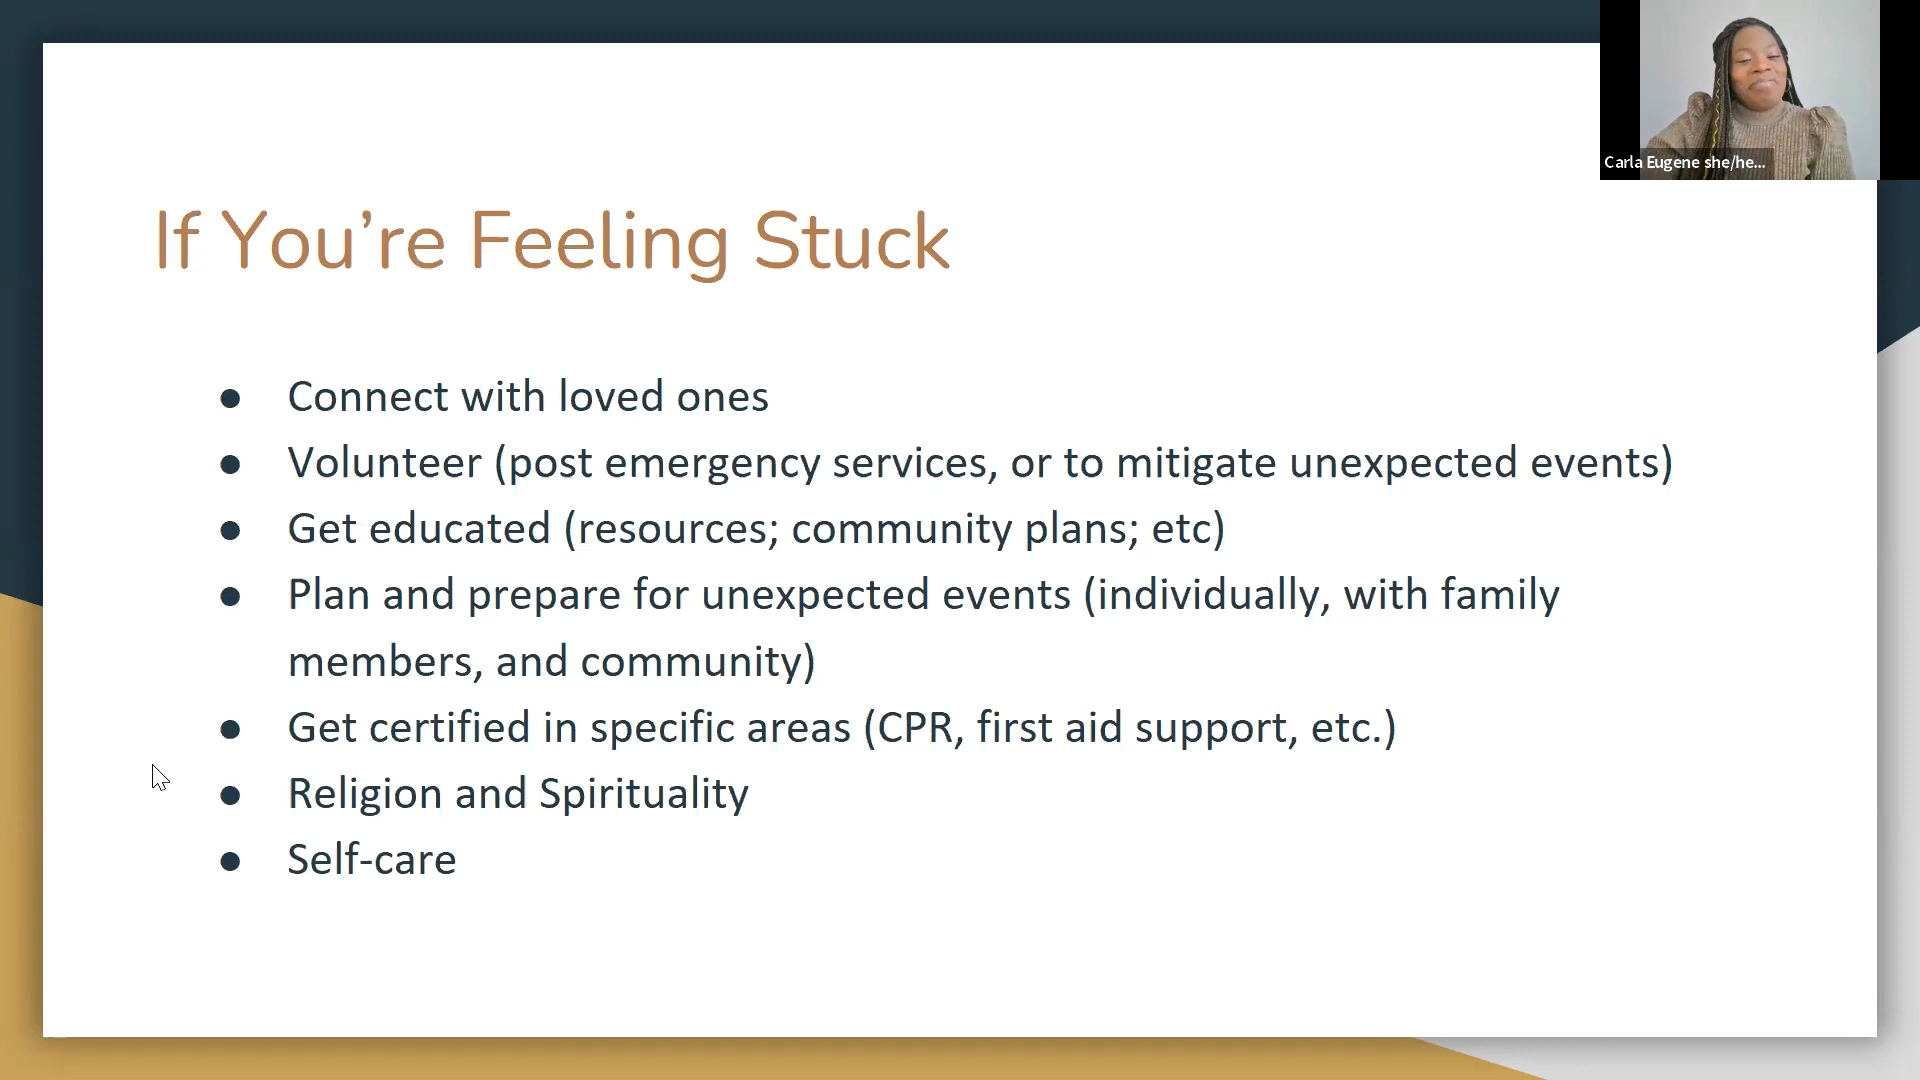 Carla Eugene she/he...
If You’re Feeling Stuck
● Connect with loved ones
● Volunteer (post emergency services, or to mitigate unexpected events)
● Get educated (resources; community plans; etc)
● Plan and prepare for unexpected events (individually, with family
members, and community)
● Get certified in specific areas (CPR, first aid support, etc.)
● Religion and Spirituality
● Self-care